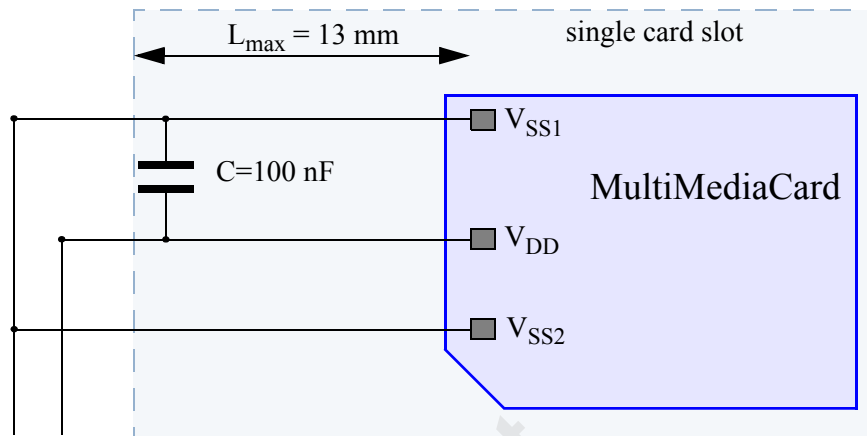 L_max = 13 mm
single card slot
V_SS1
C=100 nF
MultiMediaCard
V_DD
V_SS2